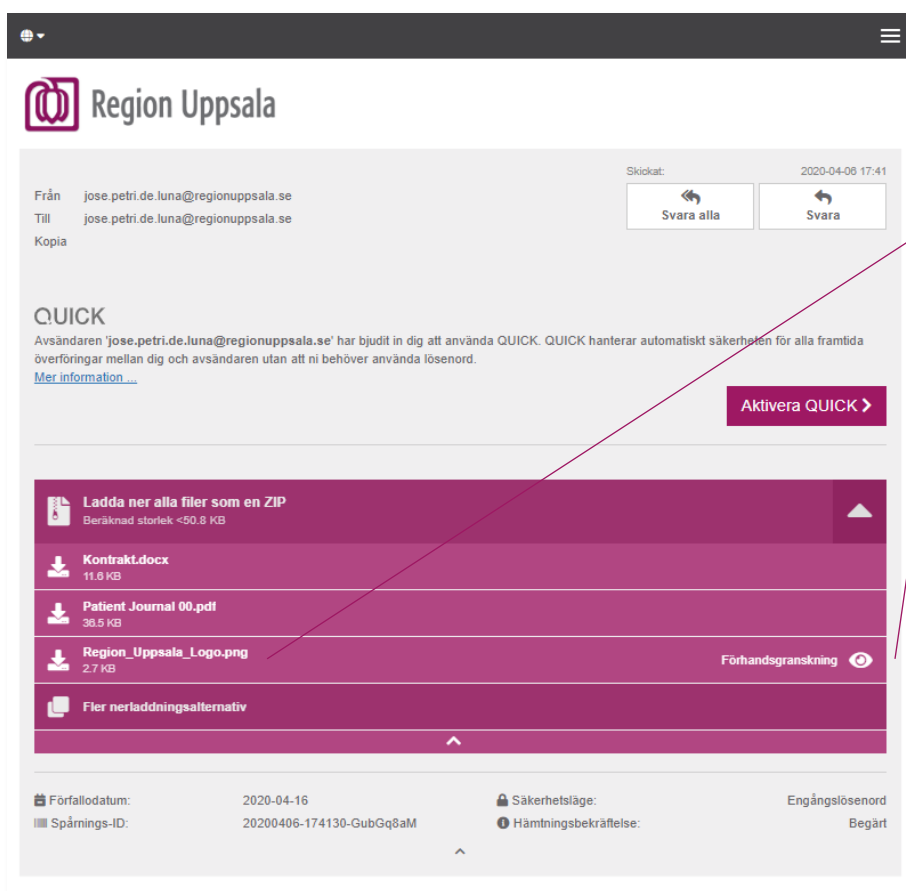 Region Uppsala
Skickat: 2020-04-06 17:41
Från jose.petri.de.luna@regionuppsala.se
Till jose.petri.de.luna@regionuppsala.se
Kopia
Svara alla
Svara
QUICK
Avsändaren 'jose.petri.de.luna@regionuppsala.se' har bjudit in dig att använda QUICK. QUICK hanterar automatiskt säkerheten för alla framtida
överföringar mellan dig och avsändaren utan att ni behöver använda lösenord.
Mer information ...
Aktivera QUICK
Ladda ner alla filer som en ZIP
Beräknad storlek <50.8 KB
Kontrakt.docx
11.6 KB
Patient Journal 00.pdf
36.5 KB
Region_Uppsala_Logo.png
2.7 KB
Förhandsgranskning
Fler nerladdningsalternativ
Förfallodatum: 2020-04-16 Säkerhetsläge: Engångslösenord
Spårnings-ID: 20200406-174130-GubGq8aM Hämtningsbekräftelse: Begärt